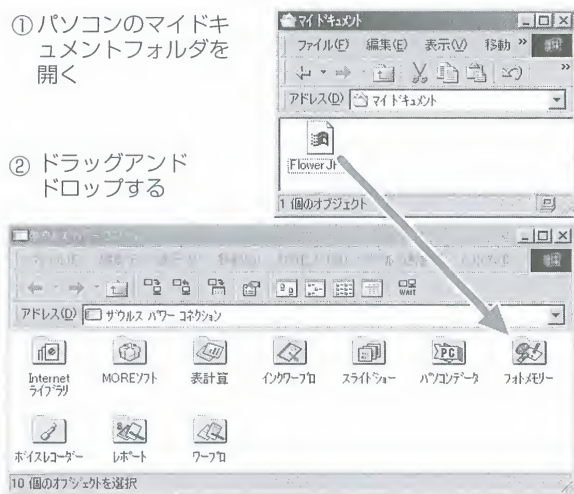 ①パソコンのマイドキ
ュメントフォルダを
開く
マイ ドキュメント
ファイル(F) 編集(E) 表示(V) 移動 »
»
アドレス(D) マイ ドキュメント
Flower
1 個のオブジェクト
② ドラッグアンド
ドロップする
アドレス(D) ザウルス パワー コネクション
WAIT
Internet
ライブラリ
MOREソフト
表計算
インクワープロ
スライドショー
パソコンデータ
フォトメモリー
ボイスレコーダー
レポート
ワープロ
10 個のオブジェクトを選択